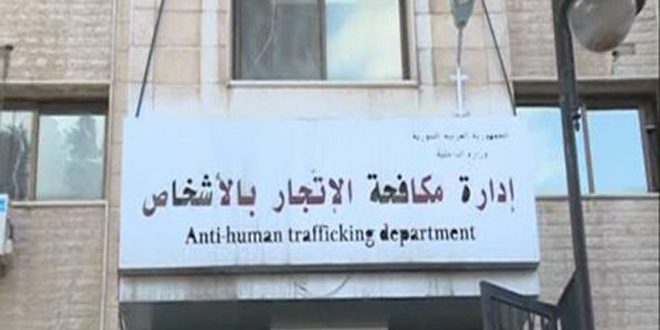 الجمهورية العربية السورية
وزارة الداخلية
إدارة مكافحة الإتجار بالأشخاص
Anti-human trafficking department